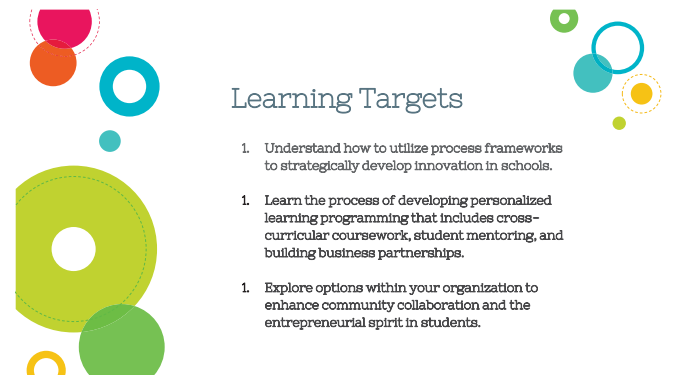 Learning Targets
1. Understand how to utilize process frameworks
to strategically develop innovation in schools.
1. Learn the process of developing personalized
learning programming that includes cross-
curricular coursework, student mentoring, and
building business partnerships.
1. Explore options within your organization to
enhance community collaboration and the
entrepreneurial spirit in students.